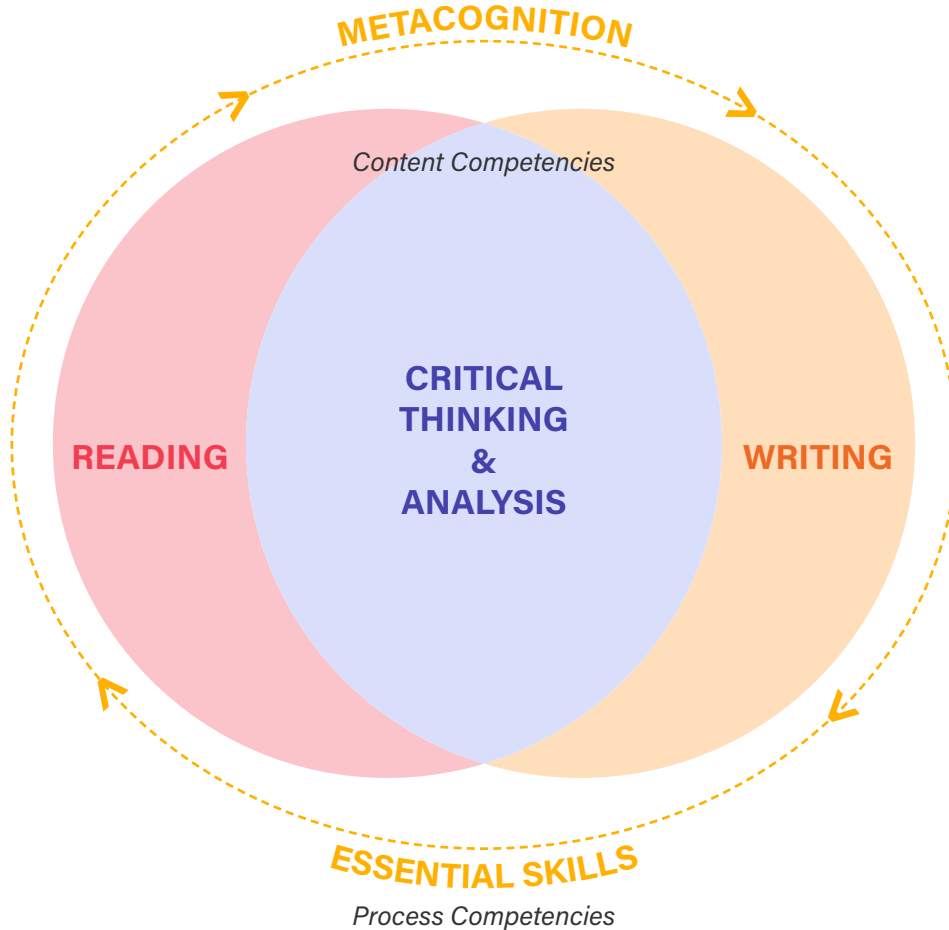 METACOGNITION
Content Competencies
CRITICAL
THINKING
&
ANALYSIS
READING
WRITING
ESSENTIAL SKILLS
Process Competencies